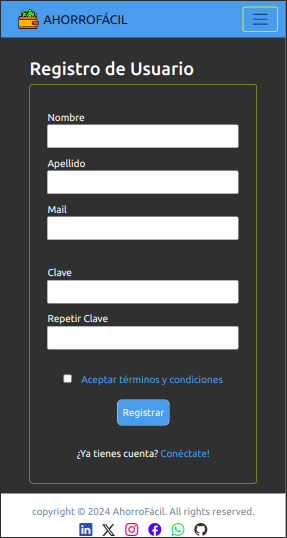 AHORROFÁCIL
Registro de Usuario
Nombre
Apellido
Mail
Clave
Repetir Clave
Aceptar términos y condiciones
Registrar
¿Ya tienes cuenta? Conéctate!
copyright © 2024 AhorroFácil. All rights reserved.